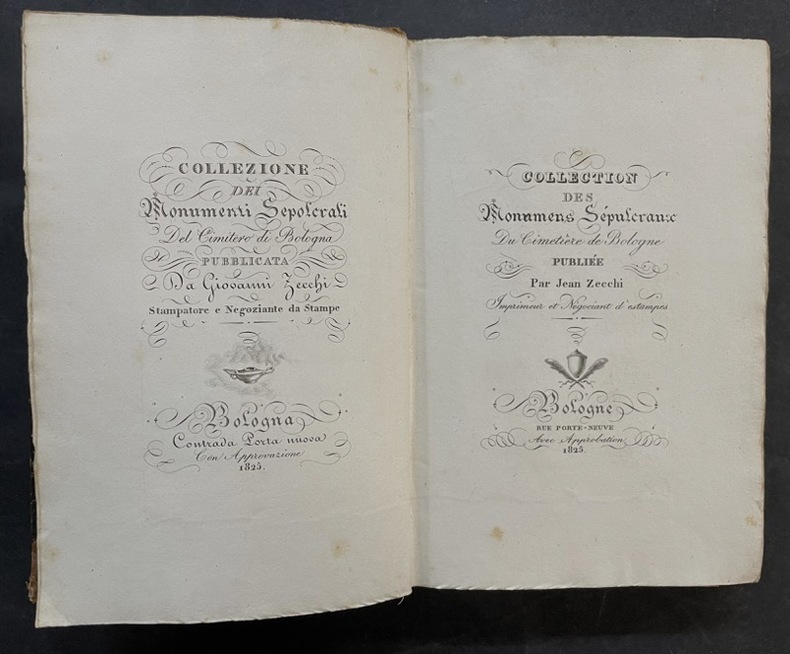 COLLEZIONE
DEI
Monumenti Sepolcrali
Del Cimitero di Bologna
PUBBLICATA
Da Giovanni Zecchi
Stampatore e Negoziante da Stampe
Bologna
Contrada Porta nuova
Con Approvazione
1825.
COLLECTION
DES
Monumens Sépulcraux
Du Cimetière de Bologne
PUBLIÉE
Par Jean Zecchi
Imprimeur et Négociant d'estampes
Bologne
RUE PORTE-NEUVE
Avec Approbation
1825.